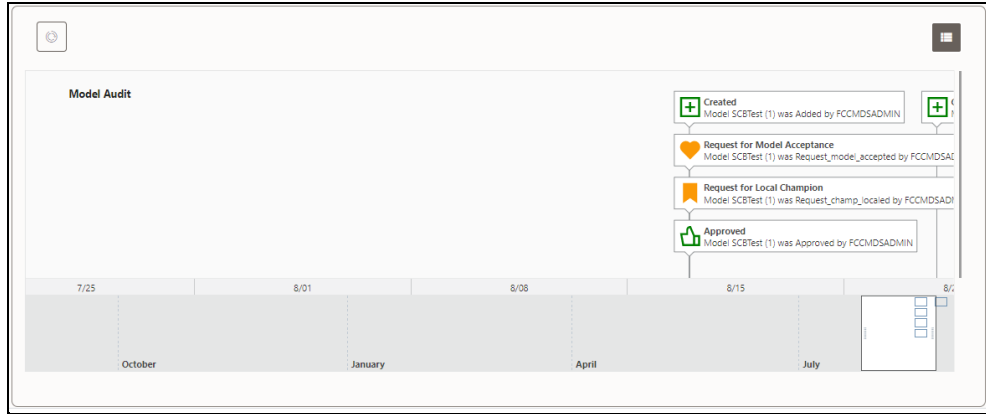 Model Audit
Created
Model SCBTest (1) was Added by FCCMDSADMIN
Request for Model Acceptance
Model SCBTest (1) was Request_model_accepted by FCCMDSAD
Request for Local Champion
Model SCBTest (1) was Request_champ_localed by FCCMDSADM
Approved
Model SCBTest (1) was Approved by FCCMDSADMIN
7/25 8/01 8/08 8/15
October January April July